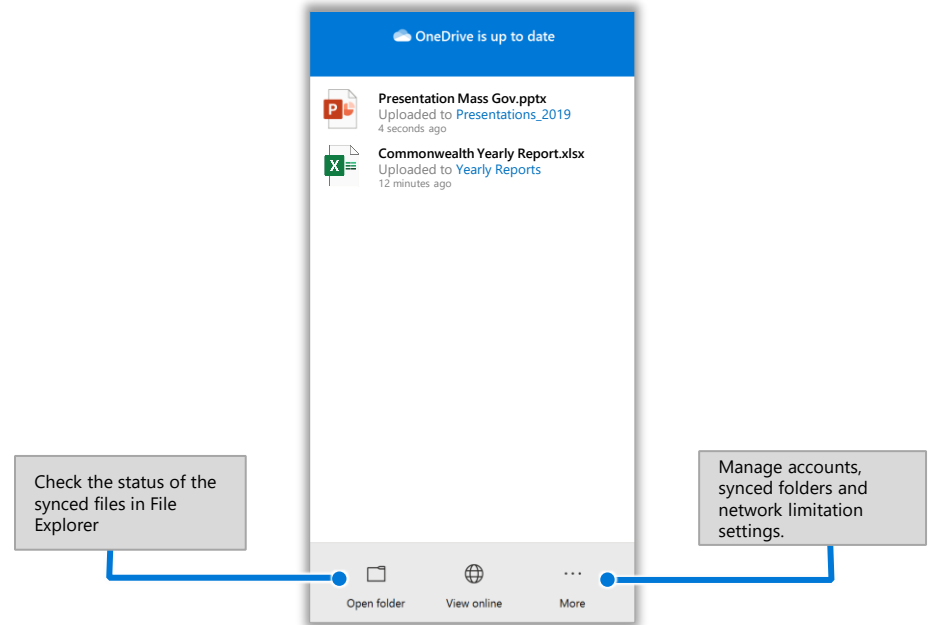 OneDrive is up to date
Presentation Mass Gov.pptx
Uploaded to Presentations_2019
4 seconds ago
Commonwealth Yearly Report.xlsx
Uploaded to Yearly Reports
12 minutes ago
Check the status of the
synced files in File
Explorer
Manage accounts,
synced folders and
network limitation
settings.
Open folder
View online
More